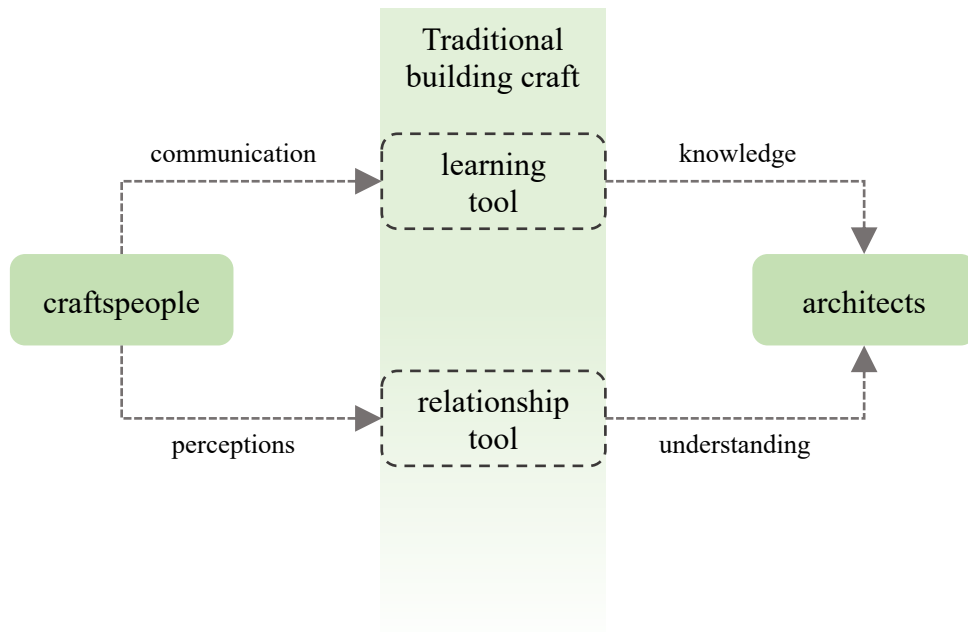 Traditional
building craft
communication
learning
tool
knowledge
craftspeople
architects
relationship
tool
perceptions
understanding